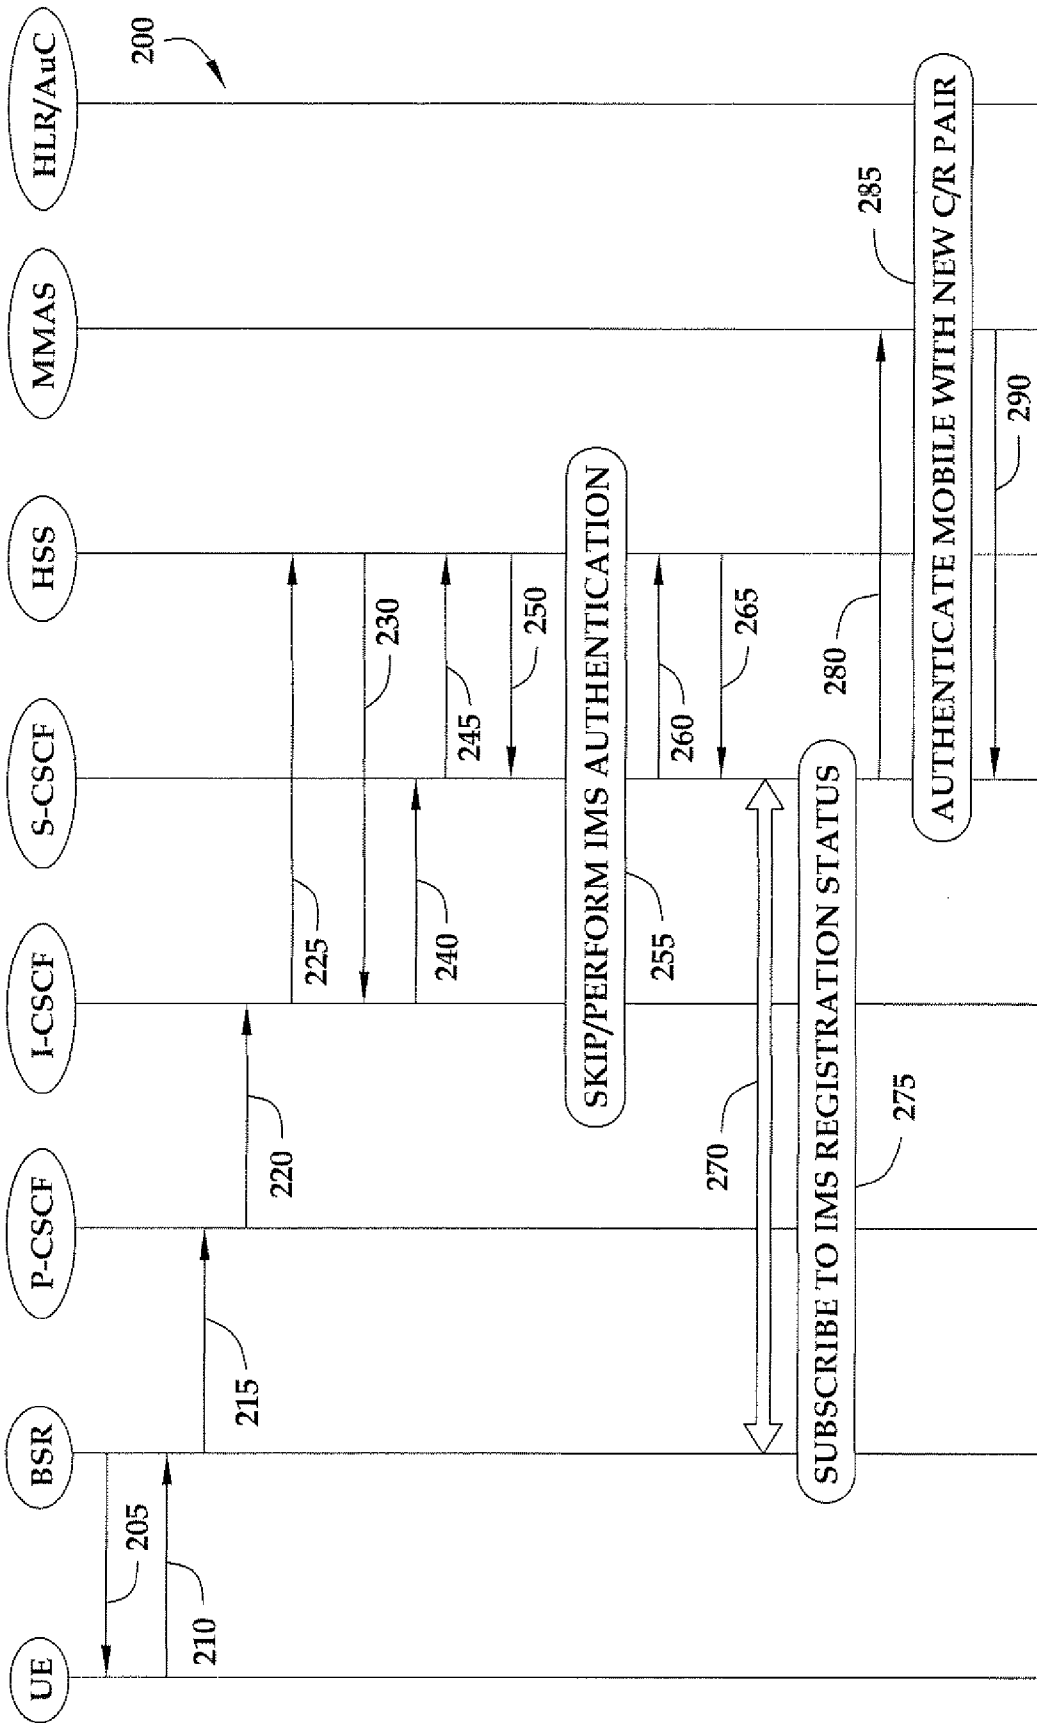 UE
BSR
P-CSCF
I-CSCF
S-CSCF
HSS
MMAS
HLR/AuC
200
205
210
215
220
225
230
240
245
250
SKIP/PERFORM IMS AUTHENTICATION
255
260
265
270
SUBSCRIBE TO IMS REGISTRATION STATUS
275
280
285
AUTHENTICATE MOBILE WITH NEW C/R PAIR
290